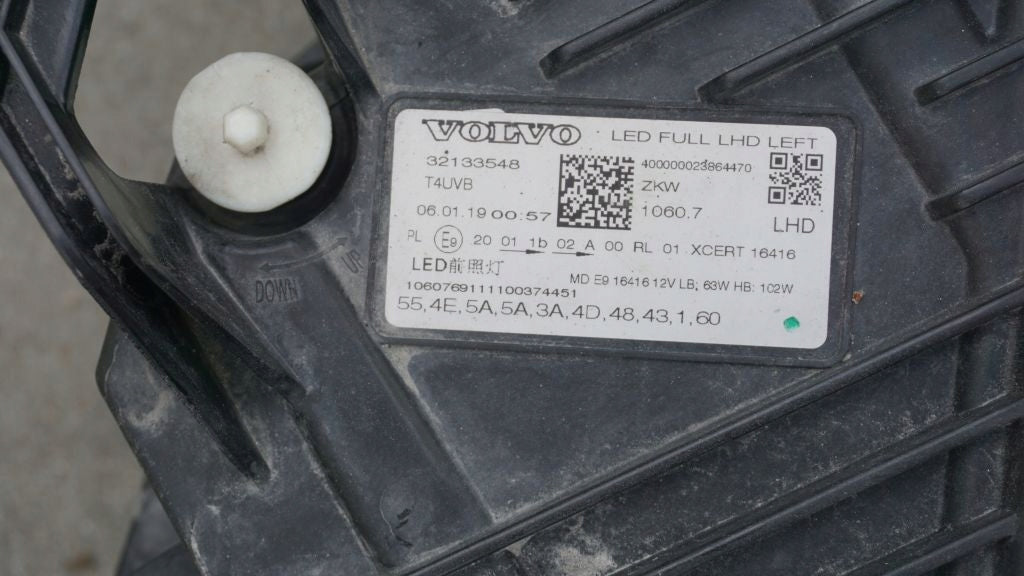 VOLVO LED FULL LHD LEFT
32133548
400000023864470
T4UVB
ZKW
06.01.19 00:57
1060.7
LHD
PL E9 20 01 1b 02 A 00 RL 01 XCERT 16416
LED前照灯
MD E9 16416 12V LB; 63W HB: 102W
1060769111100374451
55,4E,5A,5A,3A,4D,48,43,1,60
UP
DOWN